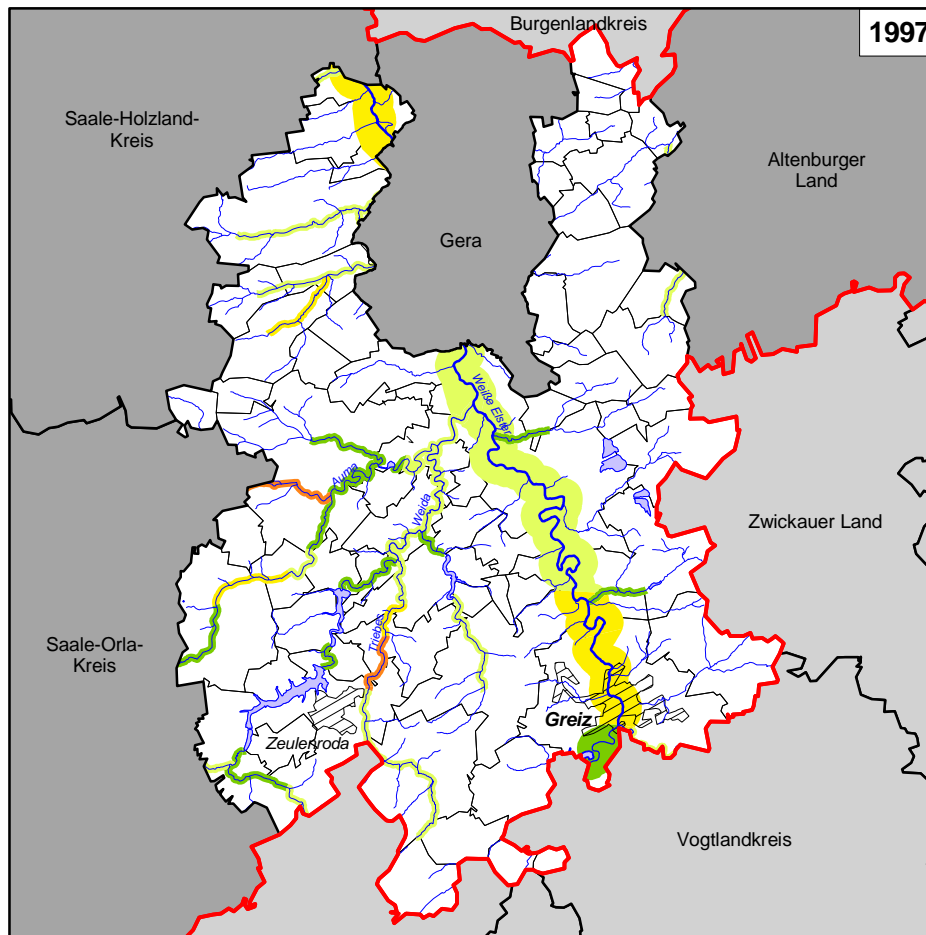 Burgenlandkreis
1997
Saale-Holzland-
Kreis
Altenburger
Land
Gera
Weiße Elster
Auma
Weida
Zwickauer Land
Saale-Orla-
Kreis
Triebes
Greiz
Zeulenroda
Vogtlandkreis